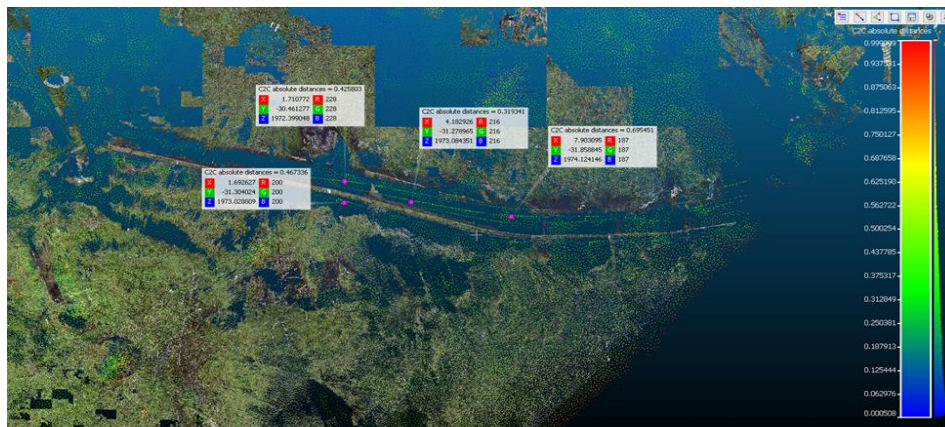 C2C absolute distances
0.999999
0.937531
0.875063
0.812595
0.750127
0.687658
0.625190
0.562722
0.500254
0.437785
0.375317
0.312849
0.250381
0.187913
0.125444
0.062976
0.000508
C2C absolute distances = 0.425803
X 1.710772 R 228
Y -30.461277 G 228
Z 1972.399048 B 228
C2C absolute distances = 0.319341
X 4.182926 R 216
Y -31.278965 G 216
Z 1973.084351 B 216
C2C absolute distances = 0.695451
X 7.903095 R 187
Y -31.858845 G 187
Z 1974.124146 B 187
C2C absolute distances = 0.467336
X 1.692627 R 200
Y -31.304024 G 200
Z 1973.028809 B 200